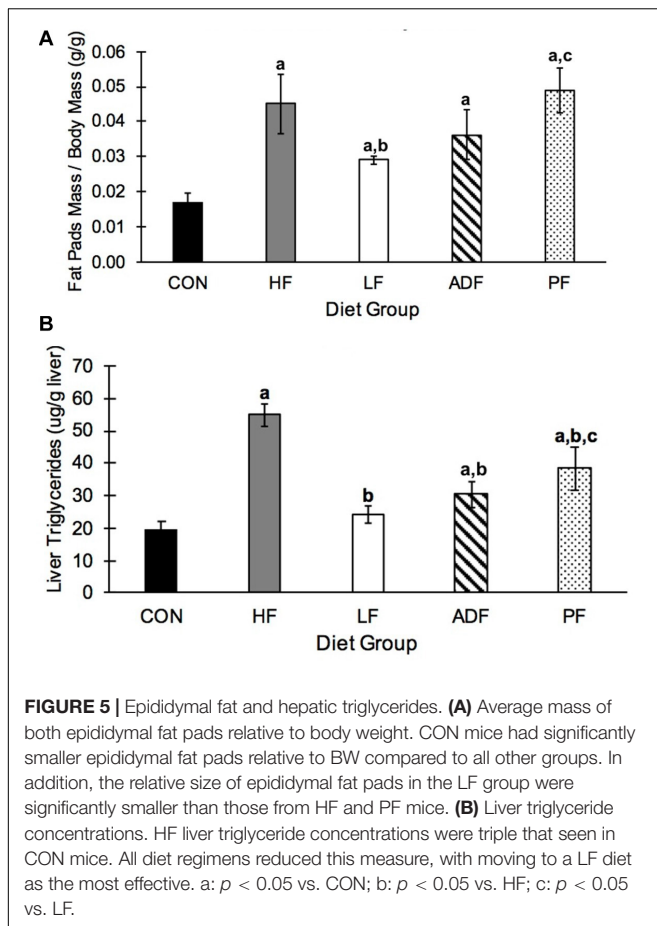 A
Fat Pads Mass / Body Mass (g/g)
0.06
0.05
0.04
0.03
0.02
0.01
0.00
a
a,b
a
a,c
CON HF LF ADF PF
Diet Group
B
Liver Triglycerides (ug/g liver)
70
60
50
40
30
20
10
0
a
b
a,b
a,b,c
CON HF LF ADF PF
Diet Group
FIGURE 5 | Epididymal fat and hepatic triglycerides. (A) Average mass of
both epididymal fat pads relative to body weight. CON mice had significantly
smaller epididymal fat pads relative to BW compared to all other groups. In
addition, the relative size of epididymal fat pads in the LF group were
significantly smaller than those from HF and PF mice. (B) Liver triglyceride
concentrations. HF liver triglyceride concentrations were triple that seen in
CON mice. All diet regimens reduced this measure, with moving to a LF diet
as the most effective. a: p < 0.05 vs. CON; b: p < 0.05 vs. HF; c: p < 0.05
vs. LF.